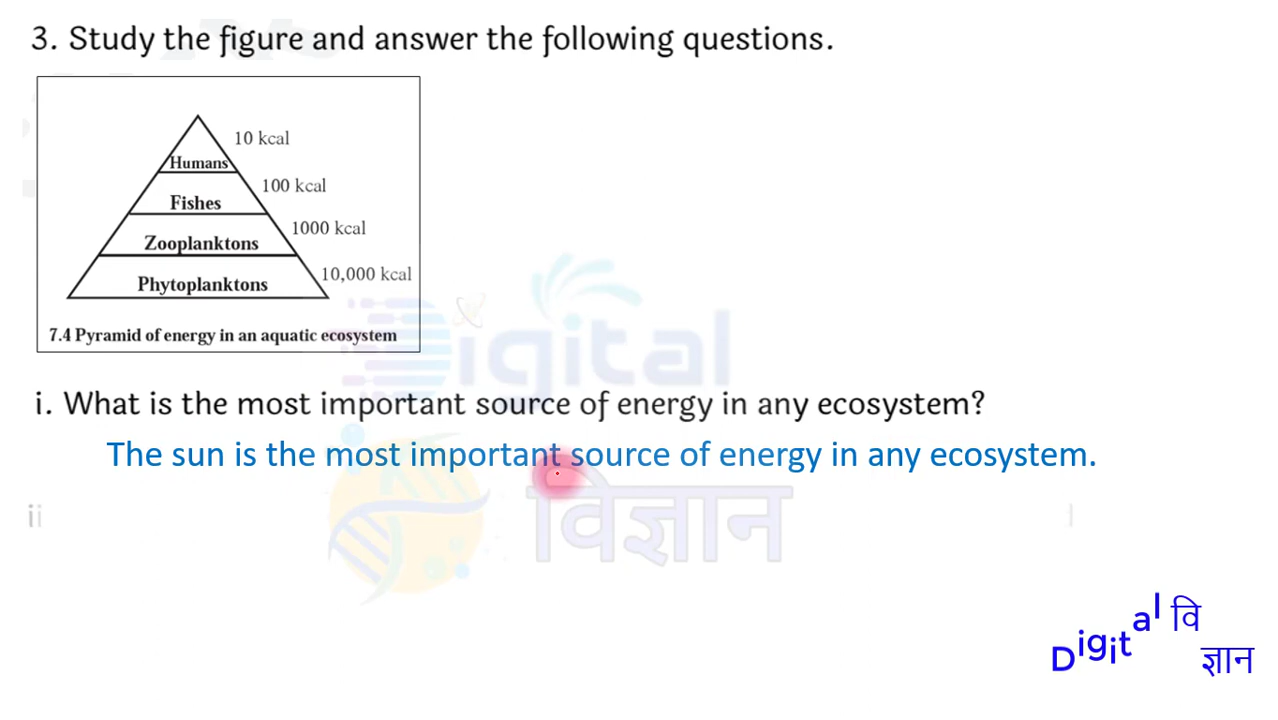 3. Study the figure and answer the following questions.
10 kcal
Humans
100 kcal
Fishes
1000 kcal
Zooplanktons
10,000 kcal
Phytoplanktons
7.4 Pyramid of energy in an aquatic ecosystem
i. What is the most important source of energy in any ecosystem?
The sun is the most important source of energy in any ecosystem.
ii
Digital
विज्ञान
Digital वि
ज्ञान